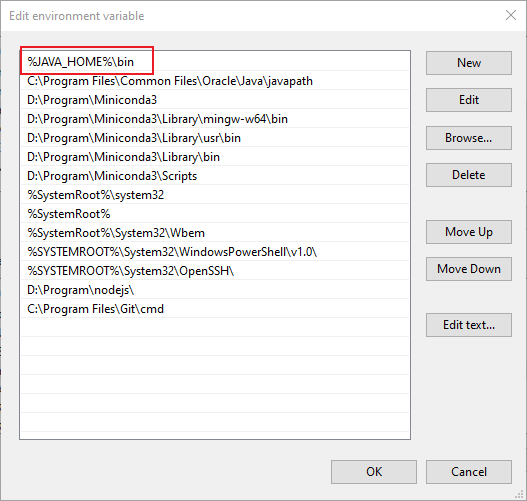 Edit environment variable
%JAVA_HOME%\bin
C:\Program Files\Common Files\Oracle\Java\javapath
D:\Program\Miniconda3
D:\Program\Miniconda3\Library\mingw-w64\bin
D:\Program\Miniconda3\Library\usr\bin
D:\Program\Miniconda3\Library\bin
D:\Program\Miniconda3\Scripts
%SystemRoot%\system32
%SystemRoot%
%SystemRoot%\System32\Wbem
%SYSTEMROOT%\System32\WindowsPowerShell\v1.0\
%SYSTEMROOT%\System32\OpenSSH\
D:\Program\nodejs\
C:\Program Files\Git\cmd
New
Edit
Browse...
Delete
Move Up
Move Down
Edit text...
OK
Cancel